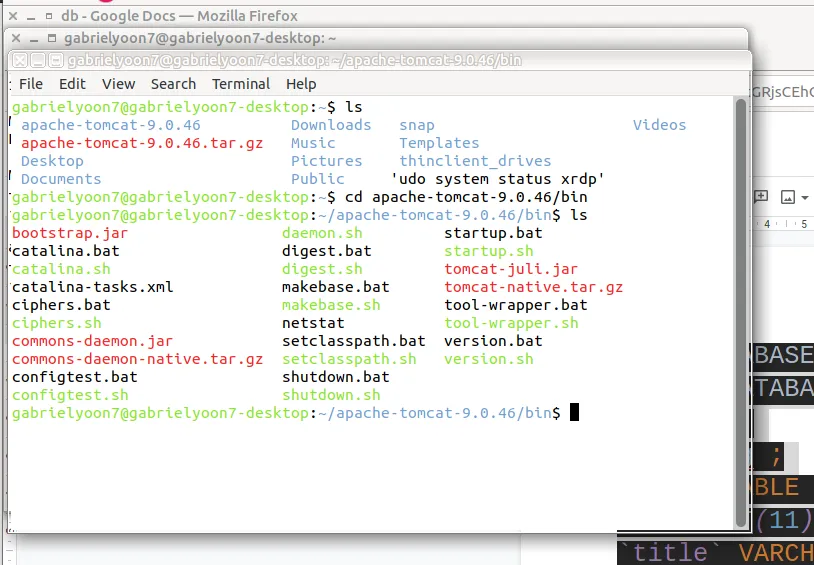 db - Google Docs — Mozilla Firefox
gabrielyoon7@gabrielyoon7-desktop: ~
gabrielyoon7@gabrielyoon7-desktop: ~/apache-tomcat-9.0.46/bin
File Edit View Search Terminal Help
gabrielyoon7@gabrielyoon7-desktop:~$ ls
apache-tomcat-9.0.46 Downloads snap Videos
apache-tomcat-9.0.46.tar.gz Music Templates
Desktop Pictures thinclient_drives
Documents Public 'udo system status xrdp'
gabrielyoon7@gabrielyoon7-desktop:~$ cd apache-tomcat-9.0.46/bin
gabrielyoon7@gabrielyoon7-desktop:~/apache-tomcat-9.0.46/bin$ ls
bootstrap.jar daemon.sh startup.bat
catalina.bat digest.bat startup.sh
catalina.sh digest.sh tomcat-juli.jar
catalina-tasks.xml makebase.bat tomcat-native.tar.gz
ciphers.bat makebase.sh tool-wrapper.bat
ciphers.sh netstat tool-wrapper.sh
commons-daemon.jar setclasspath.bat version.bat
commons-daemon-native.tar.gz setclasspath.sh version.sh
configtest.bat shutdown.bat
configtest.sh shutdown.sh
gabrielyoon7@gabrielyoon7-desktop:~/apache-tomcat-9.0.46/bin$
GRjsCEhC
4 5
BASE
TABA
;
BLE
(11)
`title` VARCH